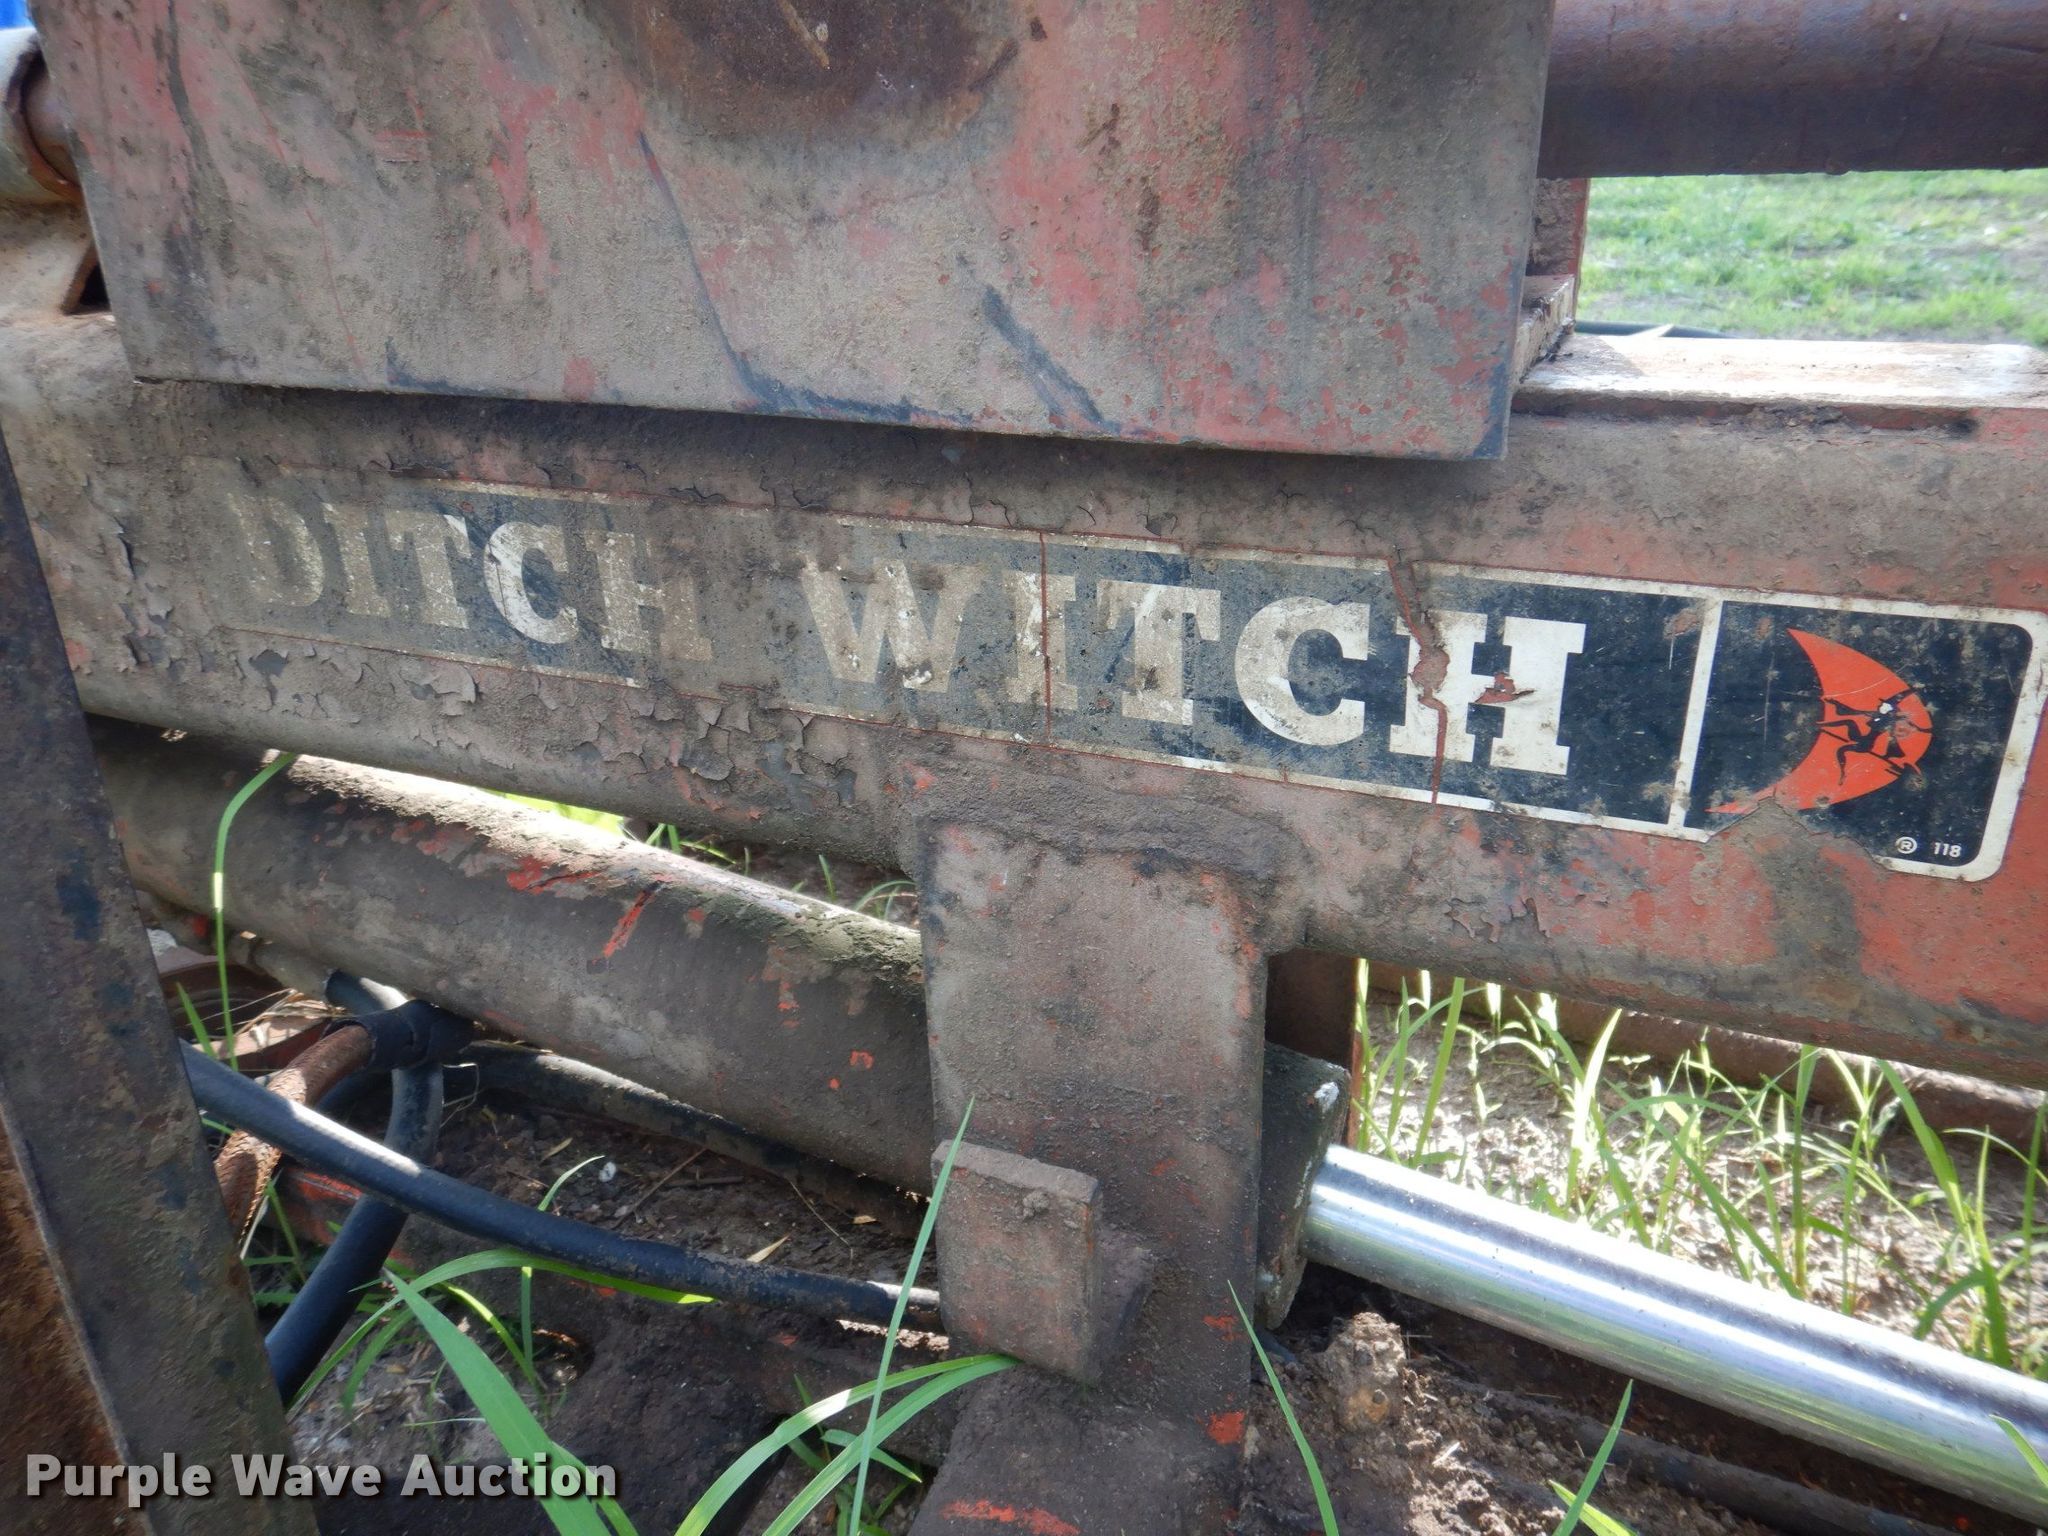 DITCH WITCH
® 118
Purple Wave Auction